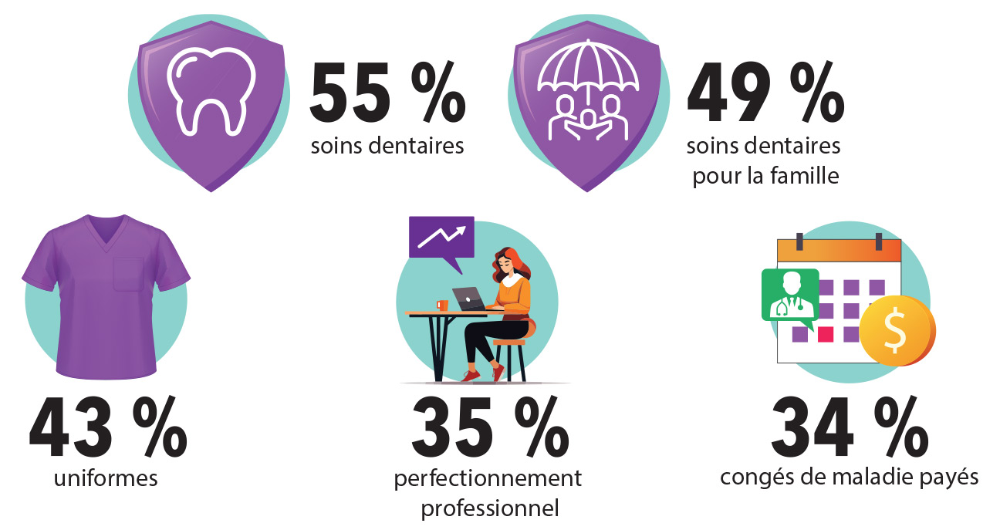 55 %
soins dentaires
49 %
soins dentaires
pour la famille
43 %
uniformes
35 %
perfectionnement
professionnel
$
34 %
congés de maladie payés